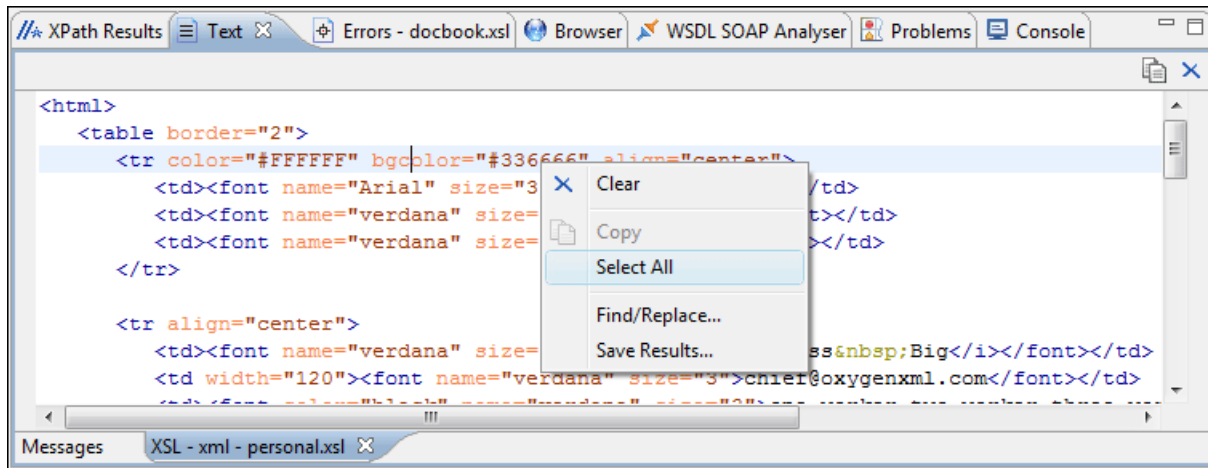 XPath Results Text Errors - docbook.xsl Browser WSDL SOAP Analyser Problems Console
<html>
<table border="2">
<tr color="#FFFFFF" bgcolor="#336666" align="center">
<td><font name="Arial" size="3 /td>
<td><font name="verdana" size= t></td>
<td><font name="verdana" size= ></td>
</tr>
<tr align="center">
<td><font name="verdana" size= ss&nbsp;Big</i></font></td>
<td width="120"><font name="verdana" size="3">chief@oxygenxml.com</font></td>
Clear
Copy
Select All
Find/Replace...
Save Results...
Messages XSL - xml - personal.xsl